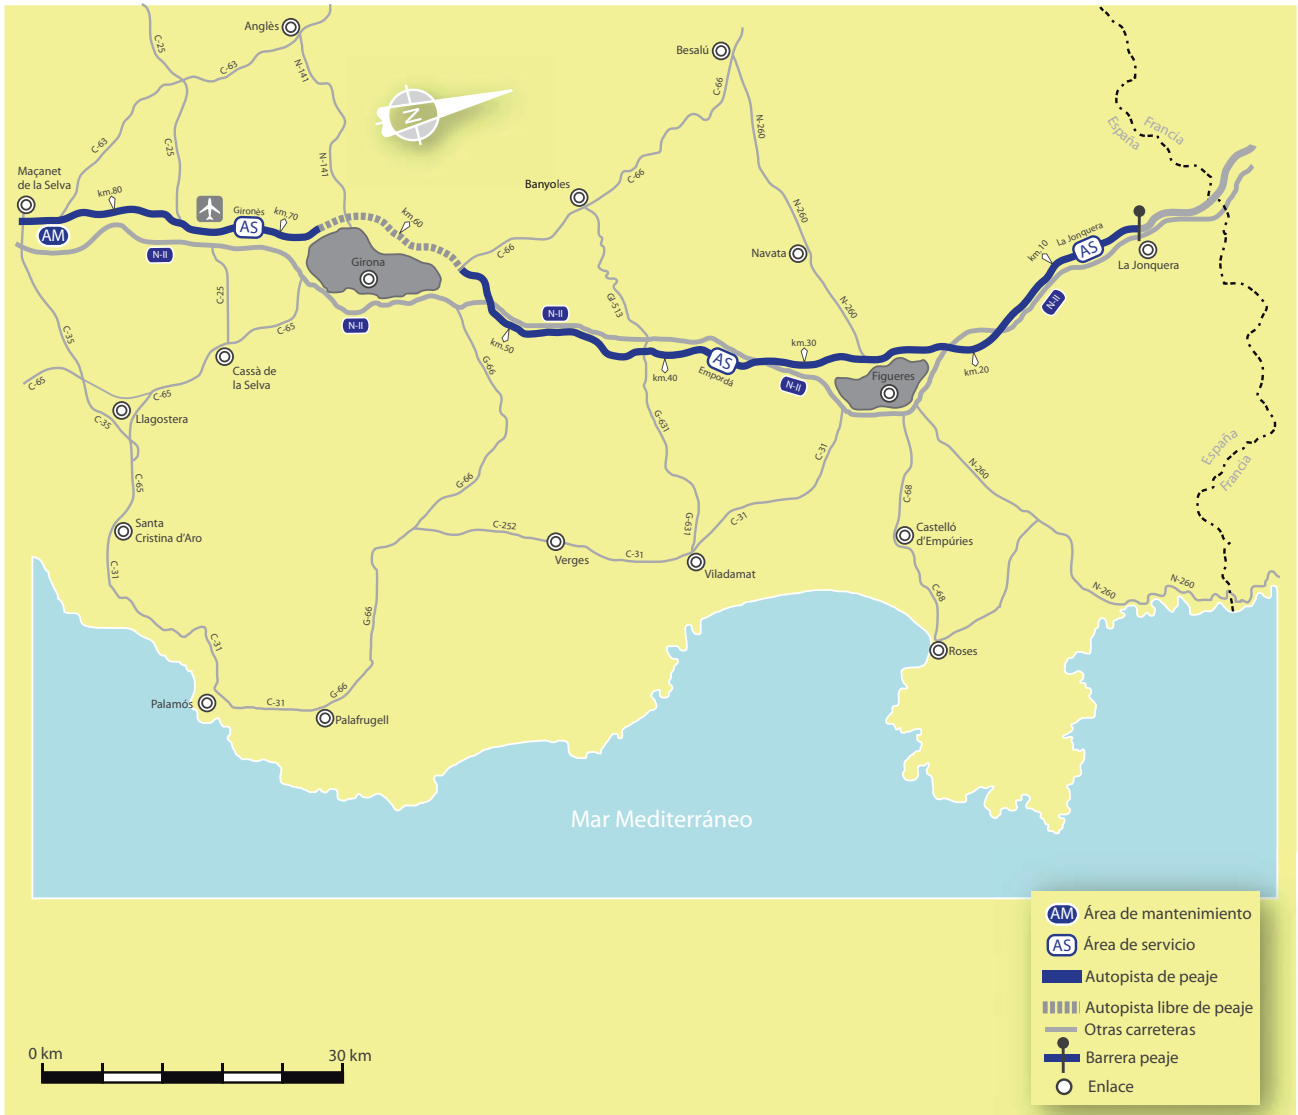 Anglès
Besalú
C-25
C-63
N-141
C-66
N-260
N
Francía
España
C-63
C-25
N-141
C-66
Maçanet
de la Selva
km.80
Banyoles
N-260
Gironès
AS
km.70
km.60
AM
N-II
C-66
Navata
La Jonquera
AS
km.10
La Jonquera
Girona
C-25
GI-513
N-260
N-II
N-II
N-II
C-35
C-65
km.50
km.30
Cassà de
la Selva
G-66
AS
Empordá
km.40
km.20
C-65
C-65
N-II
Figueres
Llagostera
C-35
G-631
C-31
España
Francia
N-260
C-65
G-66
C-68
Santa
Cristina d'Aro
C-252
G-631
C-31
Castelló
d'Empúries
Verges
C-31
Viladamat
C-31
C-68
N-260
N-260
G-66
C-31
Roses
Palamós
C-31
G-66
Palafrugell
Mar Mediterráneo
AM Área de mantenimiento
AS Área de servicio
Autopista de peaje
Autopista libre de peaje
Otras carreteras
Barrera peaje
Enlace
0 km
30 km